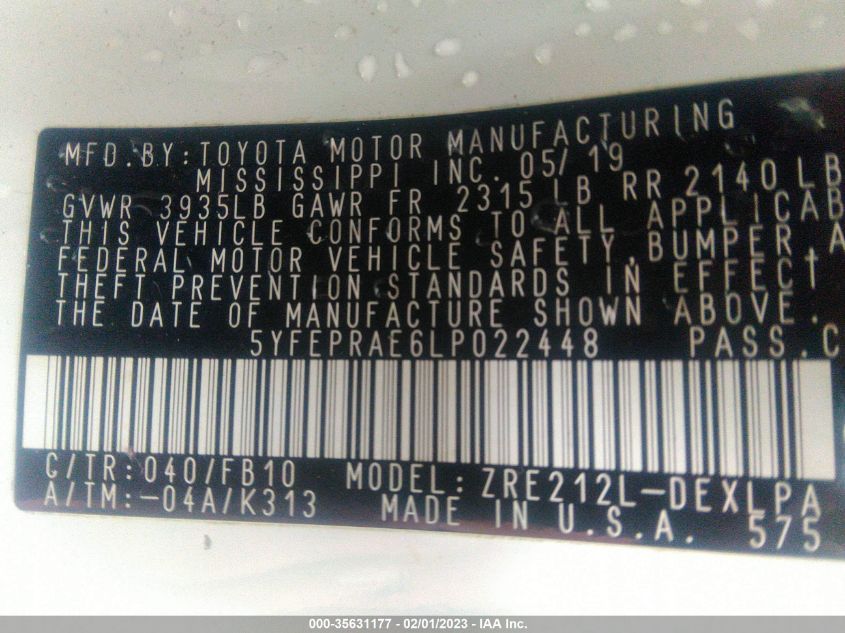 MFD.BY:TOYOTA MOTOR MANUFACTURING
MISSISSIPPI INC. 05/19
GVWR 3935LB GAWR FR 2315LB RR 2140LB
THIS VEHICLE CONFORMS TO ALL APPLICAB
FEDERAL MOTOR VEHICLE SAFETY,BUMPER,A
THEFT PREVENTION STANDARDS IN EFFECT
THE DATE OF MANUFACTURE SHOWN ABOVE.
5YFEPRAE6LP022448 PASS.C
C/TR:040/FB10 MODEL:ZRE212L-DEXLPA
A/TM:-04A/K313 MADE IN U.S.A. 575
000-35631177 - 02/01/2023 - IAA Inc.